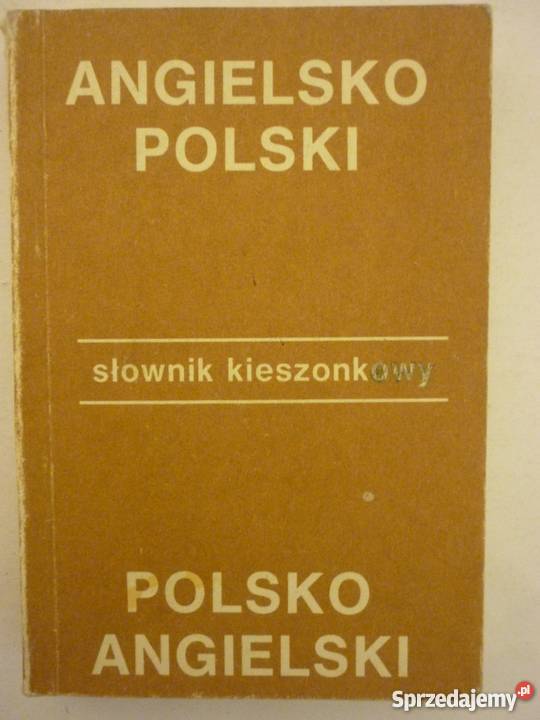 ANGIELSKO
POLSKI
słownik kieszonkowy
POLSKO
ANGIELSKI
Sprzedajemy.pl